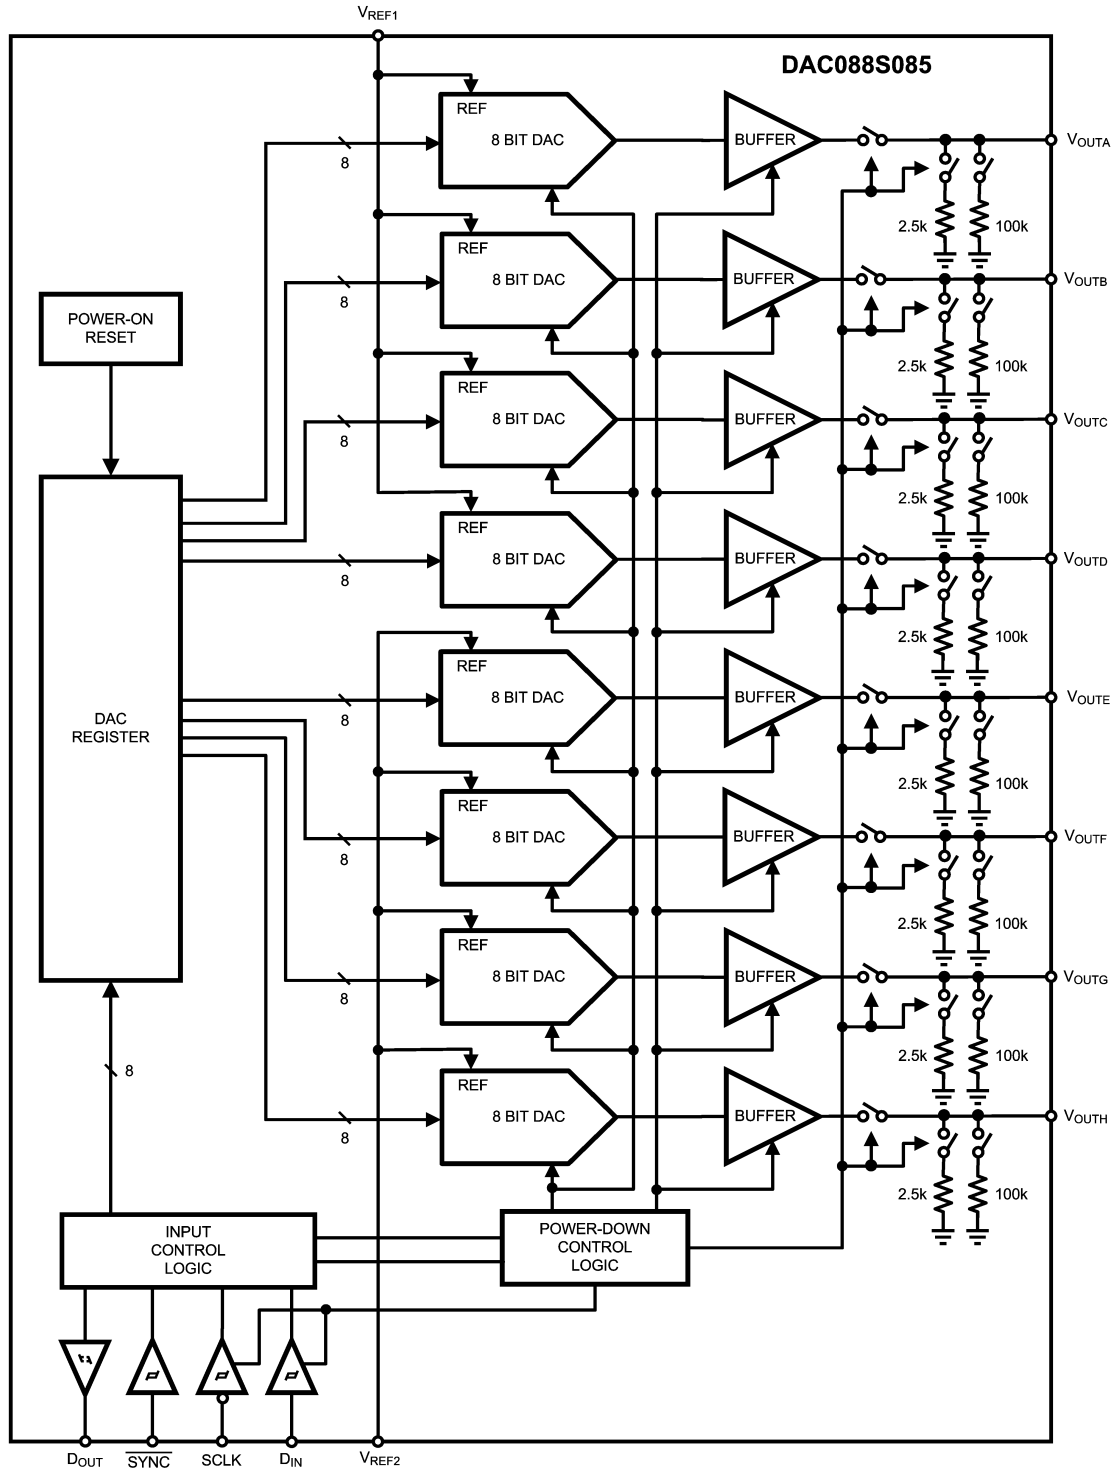 VREF1
DAC088S085
REF
8 BIT DAC
BUFFER
VOUTA
8
2.5k
100k
REF
8 BIT DAC
BUFFER
VOUTB
8
2.5k
100k
POWER-ON
RESET
REF
8 BIT DAC
BUFFER
VOUTC
8
2.5k
100k
REF
8 BIT DAC
BUFFER
VOUTD
8
2.5k
100k
DAC
REGISTER
REF
8 BIT DAC
BUFFER
VOUTE
8
2.5k
100k
REF
8 BIT DAC
BUFFER
VOUTF
8
2.5k
100k
REF
8 BIT DAC
BUFFER
VOUTG
8
2.5k
100k
8
REF
8 BIT DAC
BUFFER
VOUTH
8
2.5k
100k
INPUT
CONTROL
LOGIC
POWER-DOWN
CONTROL
LOGIC
DOUT
SYNC
SCLK
DIN
VREF2